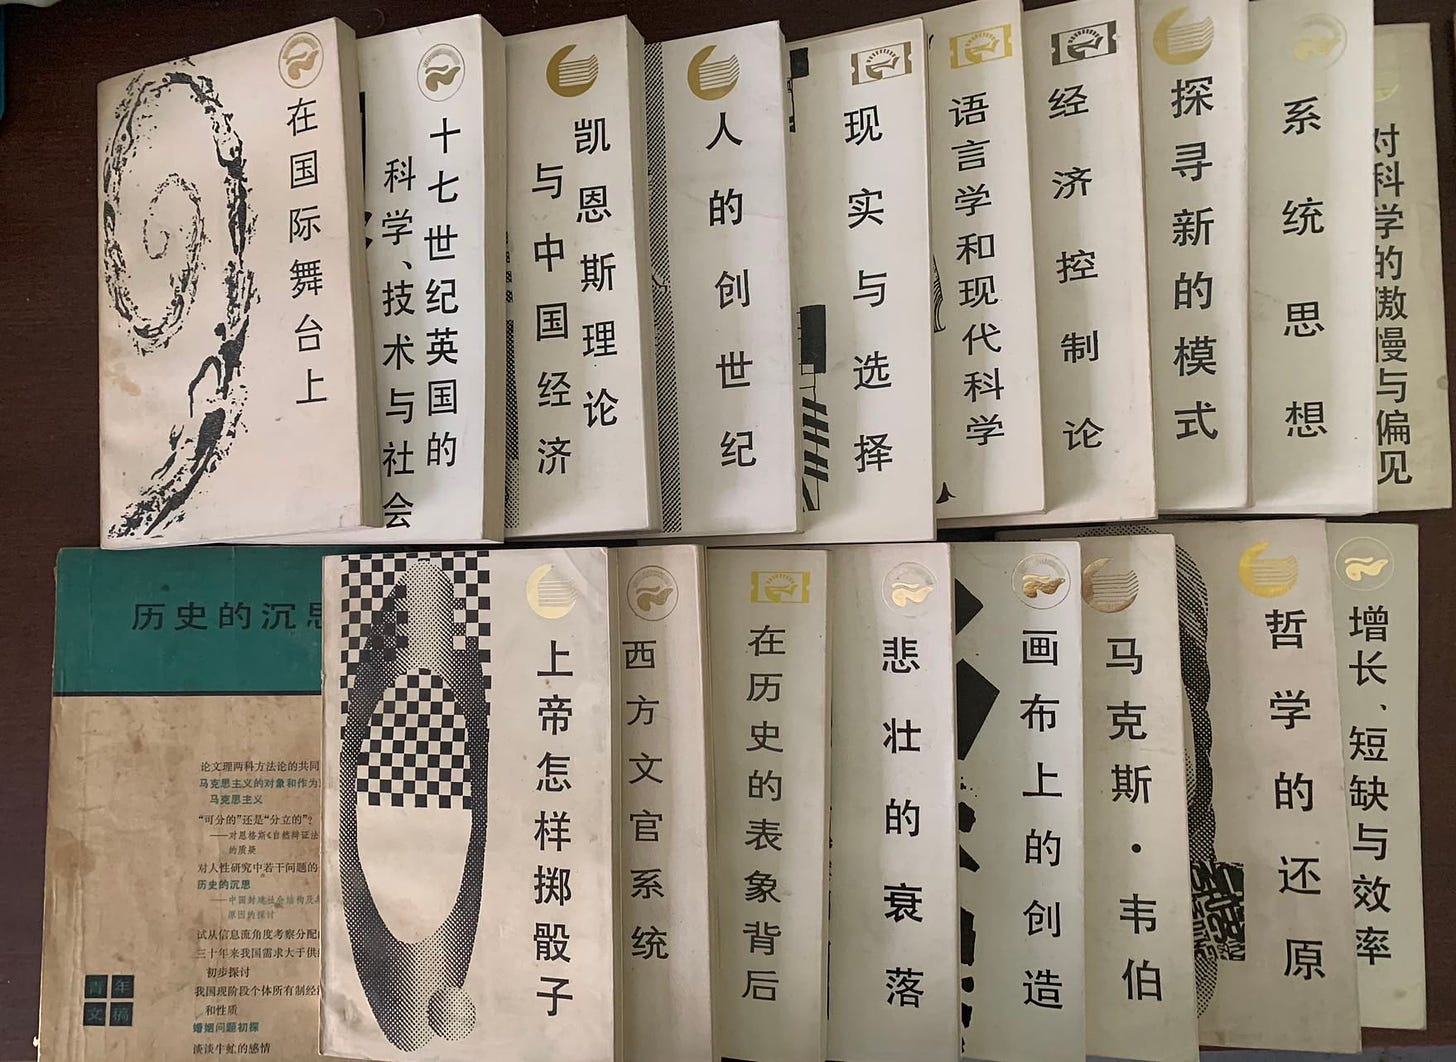 在国际舞台上
十七世纪英国的
科学、技术与社会
凯恩斯理论
与中国经济
人的创世纪
现实与选择
语言学和现代科学
经济控制论
探寻新的模式
系统思想
对科学的傲慢与偏见
历史的沉思
论文理两科方法论的共同
马克思主义的对象和作为
马克思主义
“可分的”还是“分立的”？
——对恩格斯《自然辩证法
的质疑
对人性研究中若干问题的
历史的沉思
——中国封建社会结构及
原因的探讨
试从信息流角度考察分配
三十年来我国需求大于供
初步探讨
我国现阶段个体所有制经
和性质
婚姻问题初探
淡淡牛虻的感情
青年
文稿
上帝怎样掷骰子
西方文官系统
在历史的表象背后
悲壮的衰落
画布上的创造
马克斯·韦伯
哲学的还原
增长、短缺与效率